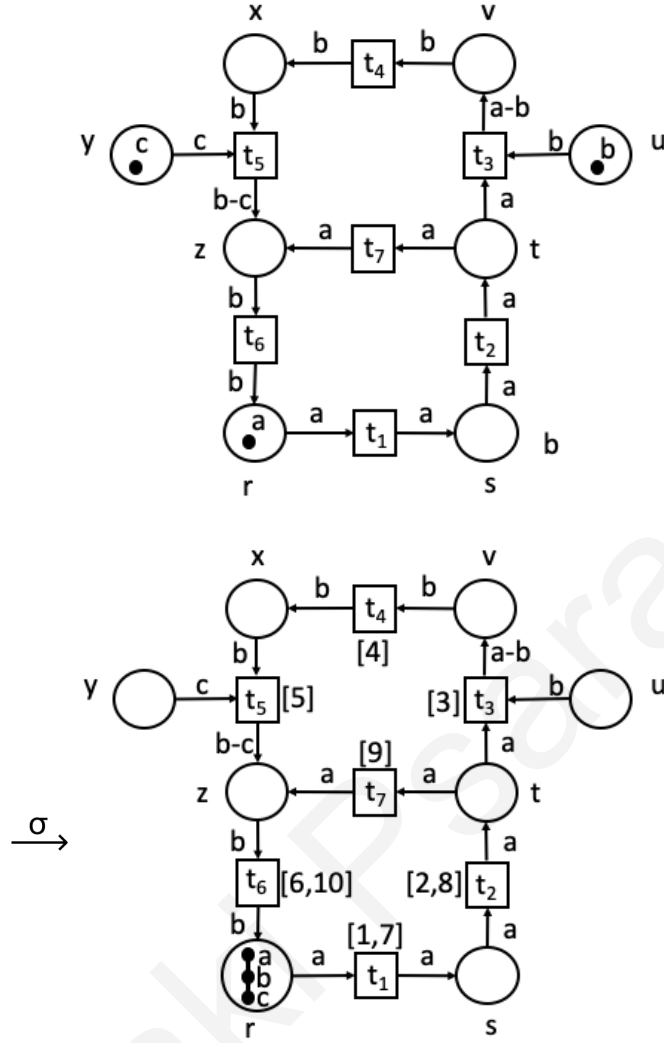 x v
b b
t4
b a-b
y c c t5 t3 b b u
b-c a
z a t7 a t
b a
t6 t2
b a
a a t1 a b
r s
x v
b b
t4
b [4] a-b
y c t5 [5] [3] t3 b u
b-c [9] a
z a t7 a t
σ
b a
t6 [6,10] [2,8] t2
b [1,7] a
a b c a t1 a
r s